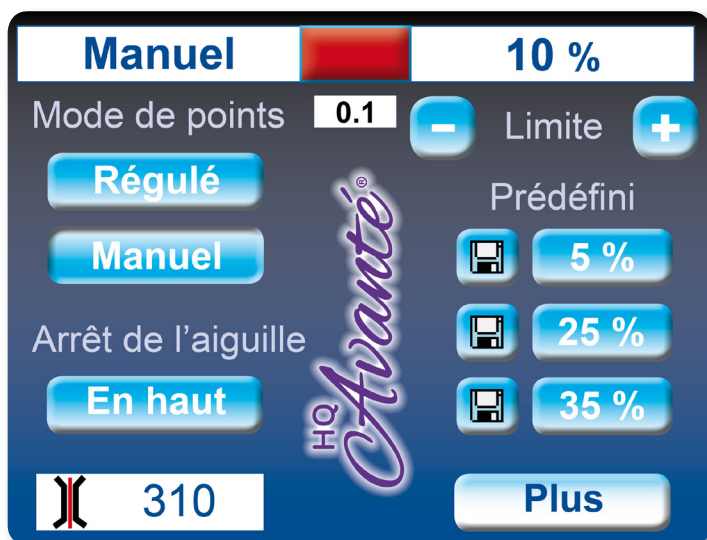 Manuel
10 %
Mode de points
0.1
Limite
Régulé
Manuel
Prédéfini
5 %
25 %
35 %
Arrêt de l’aiguille
En haut
HQ Avanté®
310
Plus